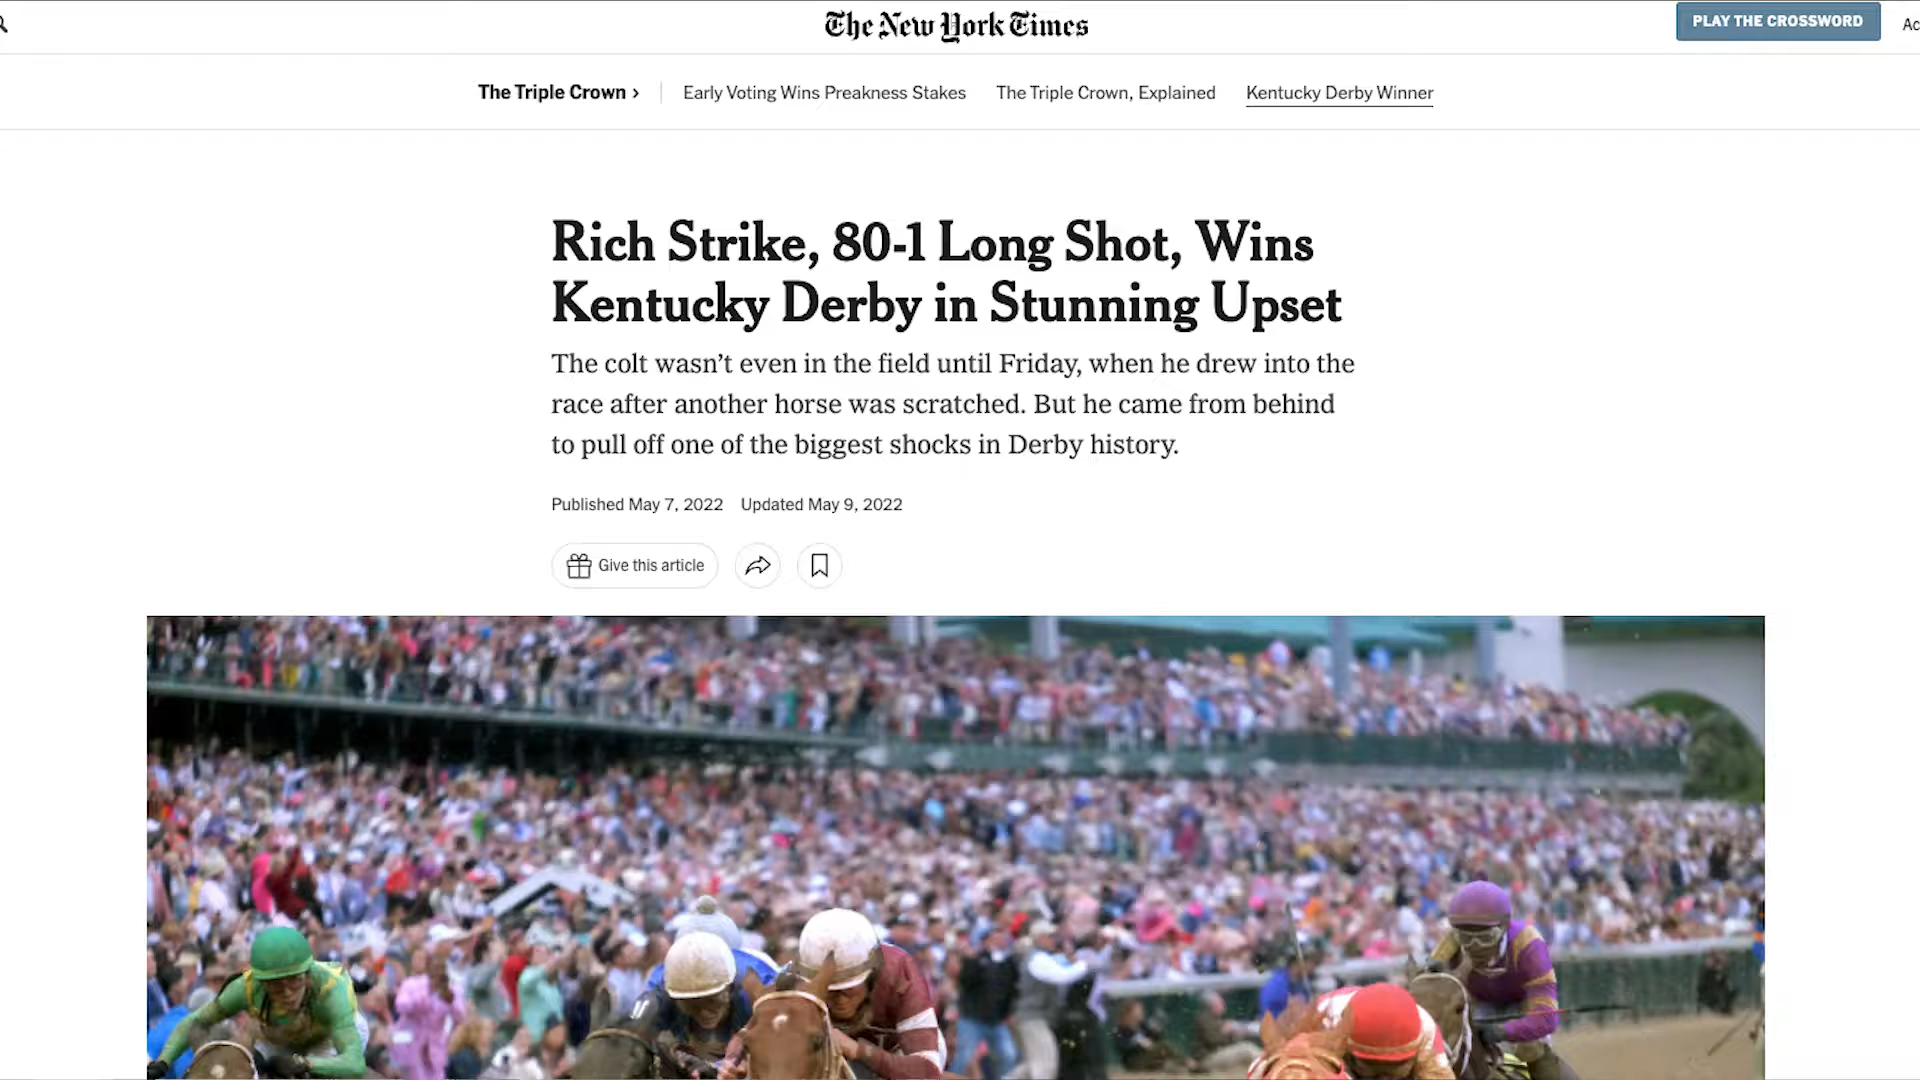 The New York Times
PLAY THE CROSSWORD
Ac
The Triple Crown ›
Early Voting Wins Preakness Stakes
The Triple Crown, Explained
Kentucky Derby Winner
Rich Strike, 80-1 Long Shot, Wins
Kentucky Derby in Stunning Upset
The colt wasn’t even in the field until Friday, when he drew into the
race after another horse was scratched. But he came from behind
to pull off one of the biggest shocks in Derby history.
Published May 7, 2022 Updated May 9, 2022
Give this article